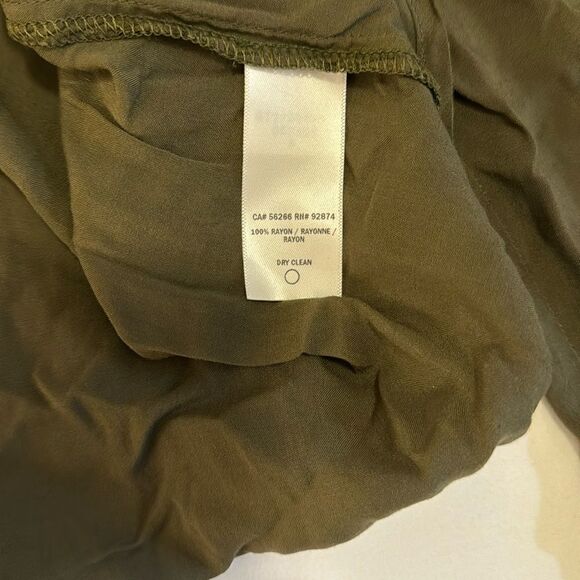 CA# 56266 RN# 92874
100% RAYON / RAYONNE /
RAYON
DRY CLEAN